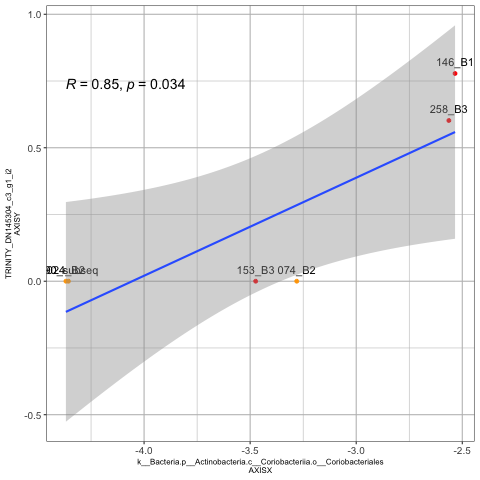 1.0
146_B1
R = 0.85, p = 0.034
258_B3
0.5
TRINITY_DN145304_c3_g1_i2
AXISY
153_B3 074_B2
0.0
-0.5
-4.0 -3.5 -3.0 -2.5
k__Bacteria.p__Actinobacteria.c__Coriobacteriia.o__Coriobacteriales
AXISX